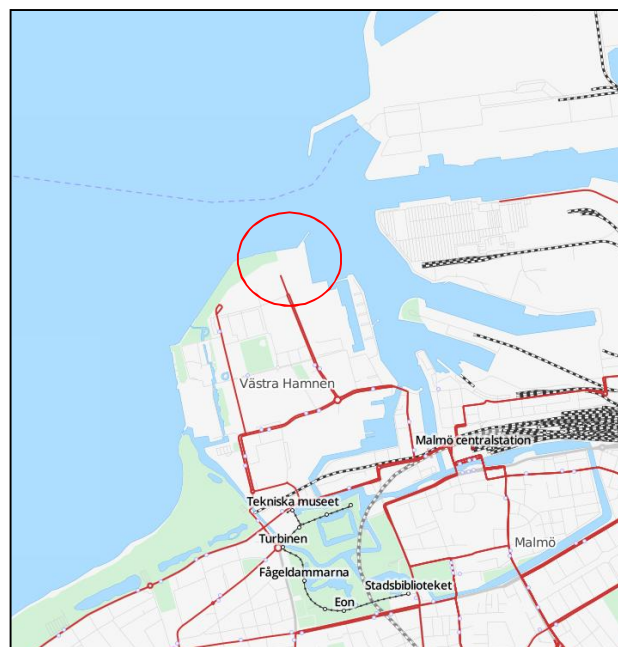 Västra Hamnen
Malmö centralstation
Tekniska museet
Turbinen
Malmö
Fågeldammarna
Stadsbiblioteket
Eon